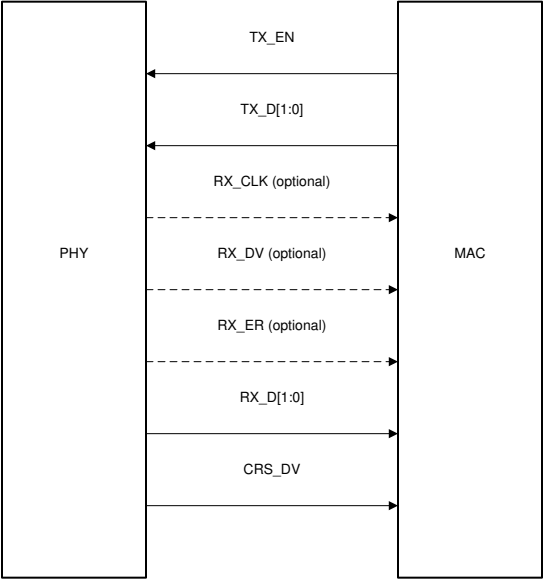 TX_EN
TX_D[1:0]
RX_CLK (optional)
PHY
RX_DV (optional)
MAC
RX_ER (optional)
RX_D[1:0]
CRS_DV